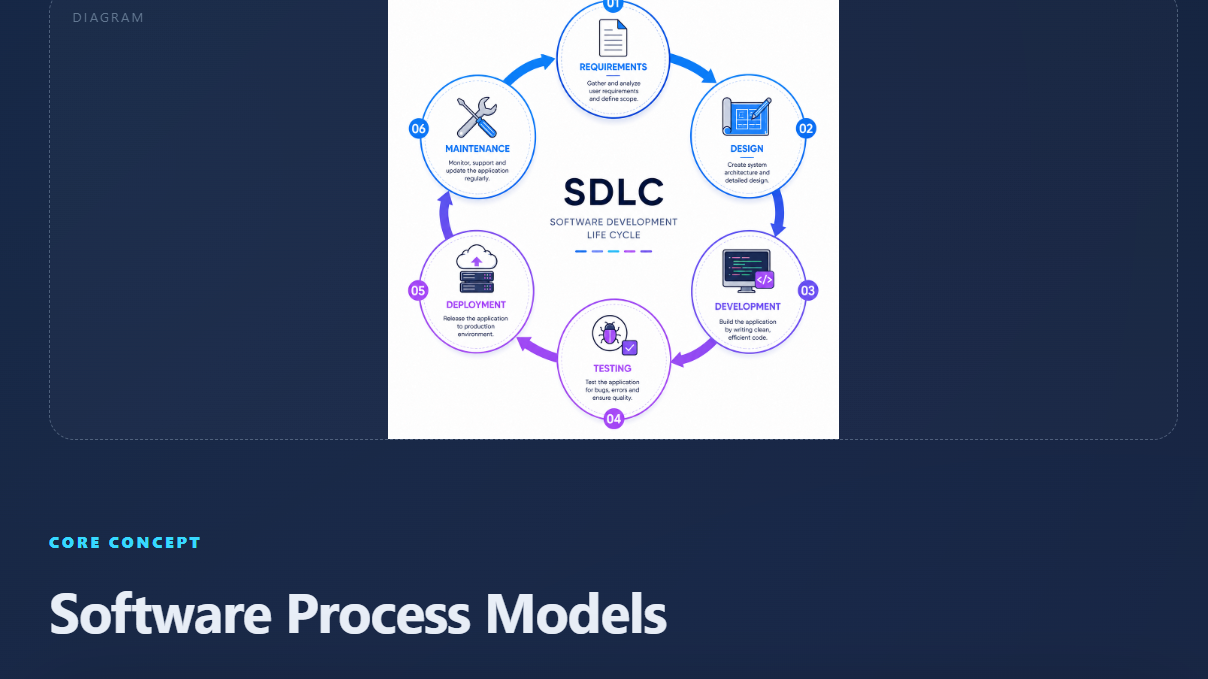 DIAGRAM
01
REQUIREMENTS
Gather and analyze
user requirements
and define scope.
02
DESIGN
Create system
architecture and
detailed design.
06
MAINTENANCE
Monitor, support and
update the application
regularly.
SDLC
SOFTWARE DEVELOPMENT
LIFE CYCLE
03
</>
DEVELOPMENT
Build the application
by writing clean,
efficient code.
05
DEPLOYMENT
Release the application
to production
environment.
TESTING
Test the application
for bugs, errors and
ensure quality.
04
CORE CONCEPT
Software Process Models